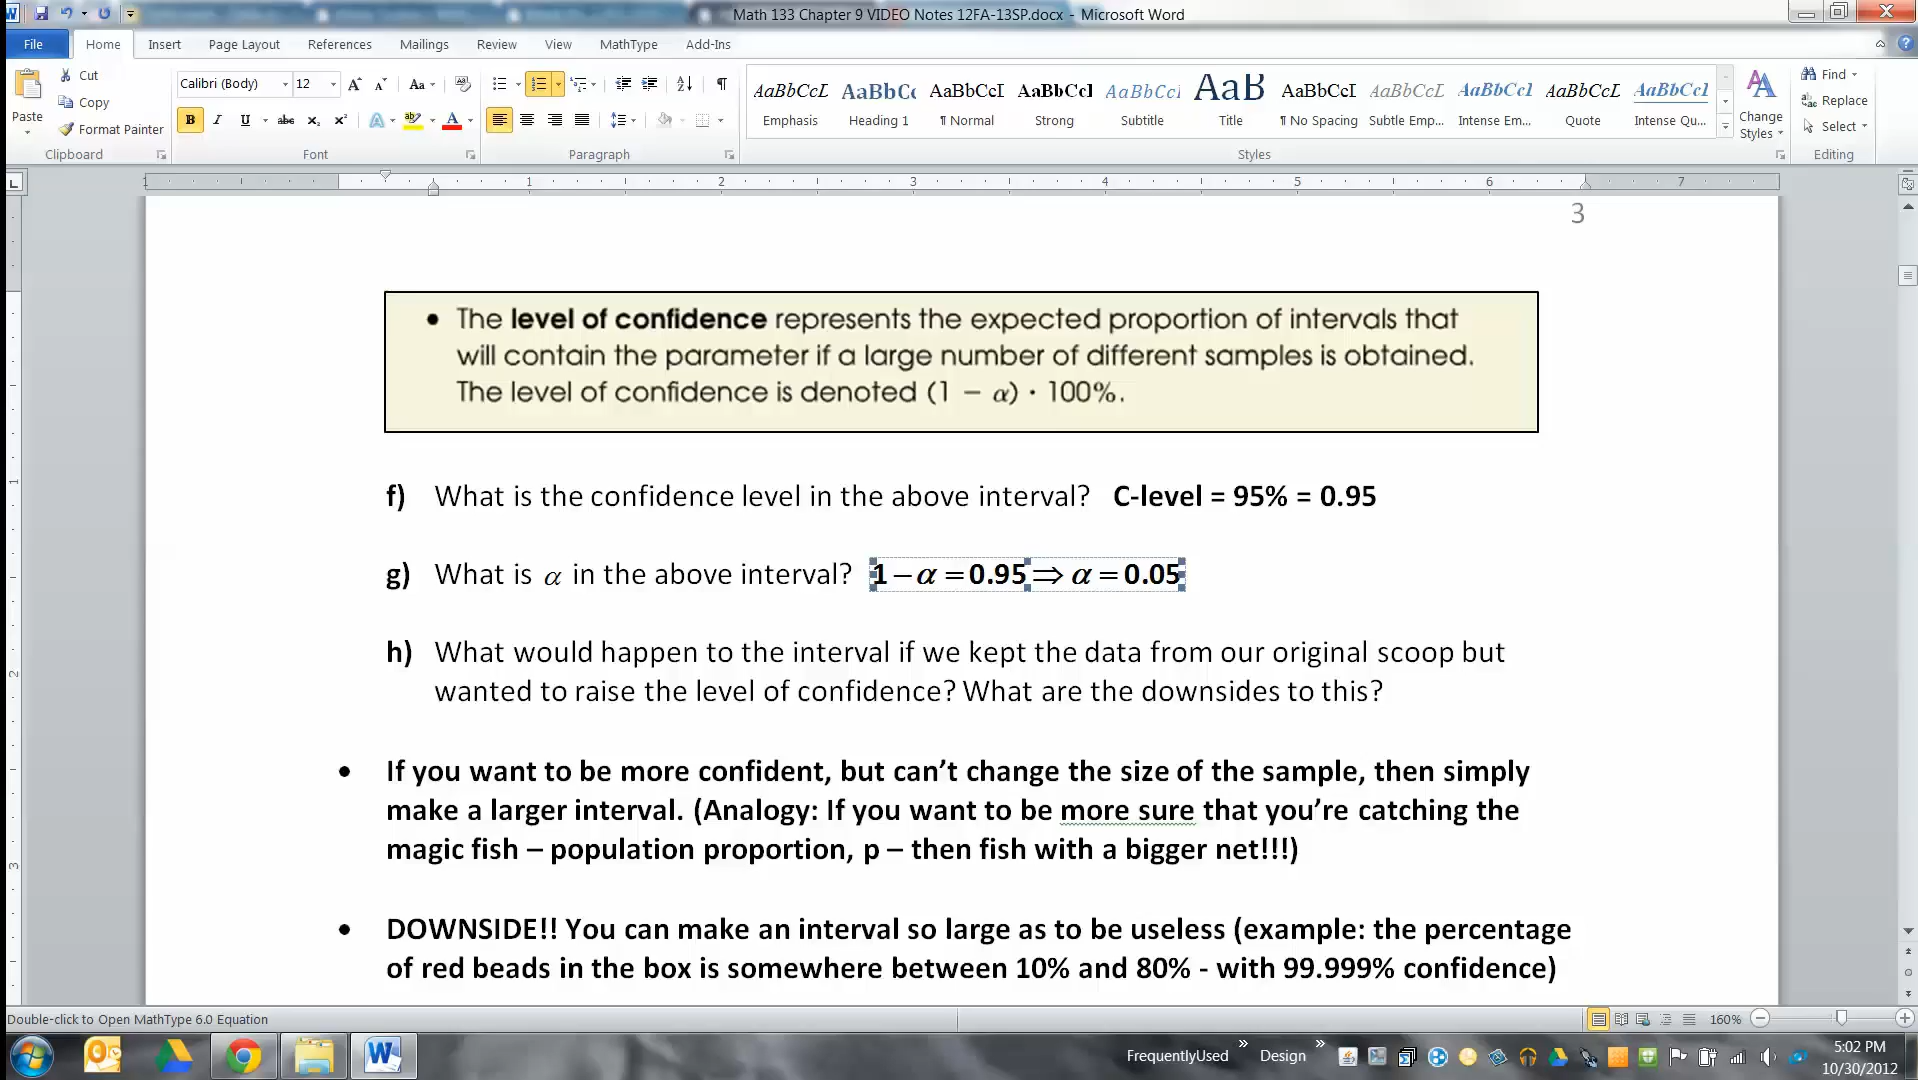 Math 133 Chapter 9 VIDEO Notes 12FA-13SP.docx - Microsoft Word
File Home Insert Page Layout References Mailings Review View MathType Add-Ins
Cut
Copy
Format Painter
Paste
Clipboard
Calibri (Body) 12
Font
Paragraph
AaBbCcL AaBbCc AaBbCcI AaBbCcl AaBbCcl AaB AaBbCcI AaBbCcl AaBbCcl AaBbCcL AaBbCcl
Emphasis Heading 1 ¶ Normal Strong Subtitle Title ¶ No Spacing Subtle Emp... Intense Em... Quote Intense Qu...
Change Styles
Styles
Find
Replace
Select
Editing
1 1 2 3 4 5 6 7
3
• The level of confidence represents the expected proportion of intervals that
will contain the parameter if a large number of different samples is obtained.
The level of confidence is denoted (1 − α) · 100%.
f) What is the confidence level in the above interval? C-level = 95% = 0.95
g) What is α in the above interval? 1−α = 0.95 ⇒ α = 0.05
h) What would happen to the interval if we kept the data from our original scoop but
wanted to raise the level of confidence? What are the downsides to this?
• If you want to be more confident, but can’t change the size of the sample, then simply
make a larger interval. (Analogy: If you want to be more sure that you’re catching the
magic fish – population proportion, p – then fish with a bigger net!!!)
• DOWNSIDE!! You can make an interval so large as to be useless (example: the percentage
of red beads in the box is somewhere between 10% and 80% - with 99.999% confidence)
Double-click to Open MathType 6.0 Equation
160%
FrequentlyUsed » Design »
5:02 PM
10/30/2012